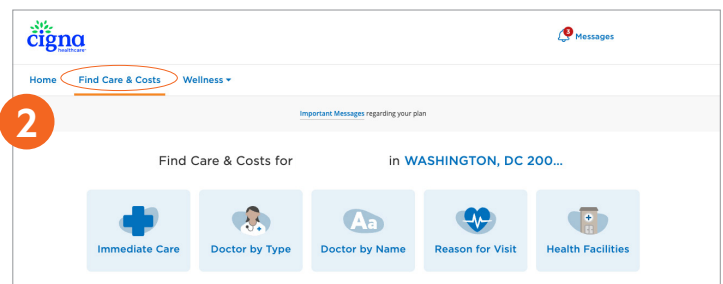 cigna
healthcare
3 Messages
Home Find Care & Costs Wellness
2
Important Messages regarding your plan
Find Care & Costs for in WASHINGTON, DC 200...
Aa
Immediate Care Doctor by Type Doctor by Name Reason for Visit Health Facilities